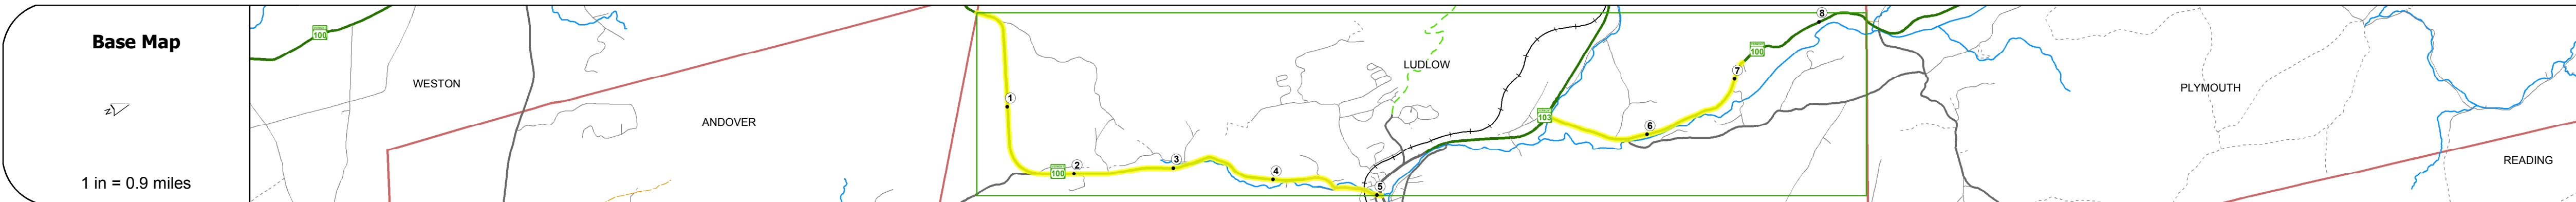 Base Map
N
1 in = 0.9 miles
100
WESTON
ANDOVER
1
100
2
3
4
5
LUDLOW
103
6
7
100
8
PLYMOUTH
READING